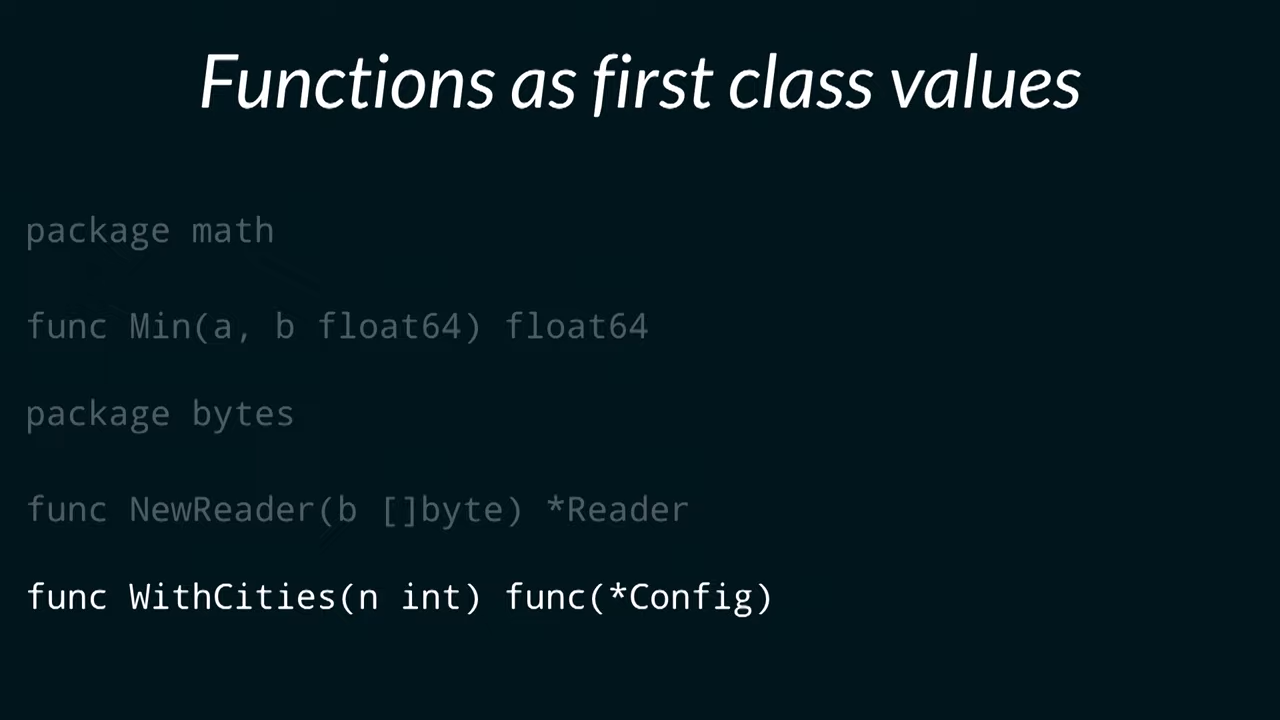 Functions as first class values
package math
func Min(a, b float64) float64
package bytes
func NewReader(b []byte) *Reader
func WithCities(n int) func(*Config)